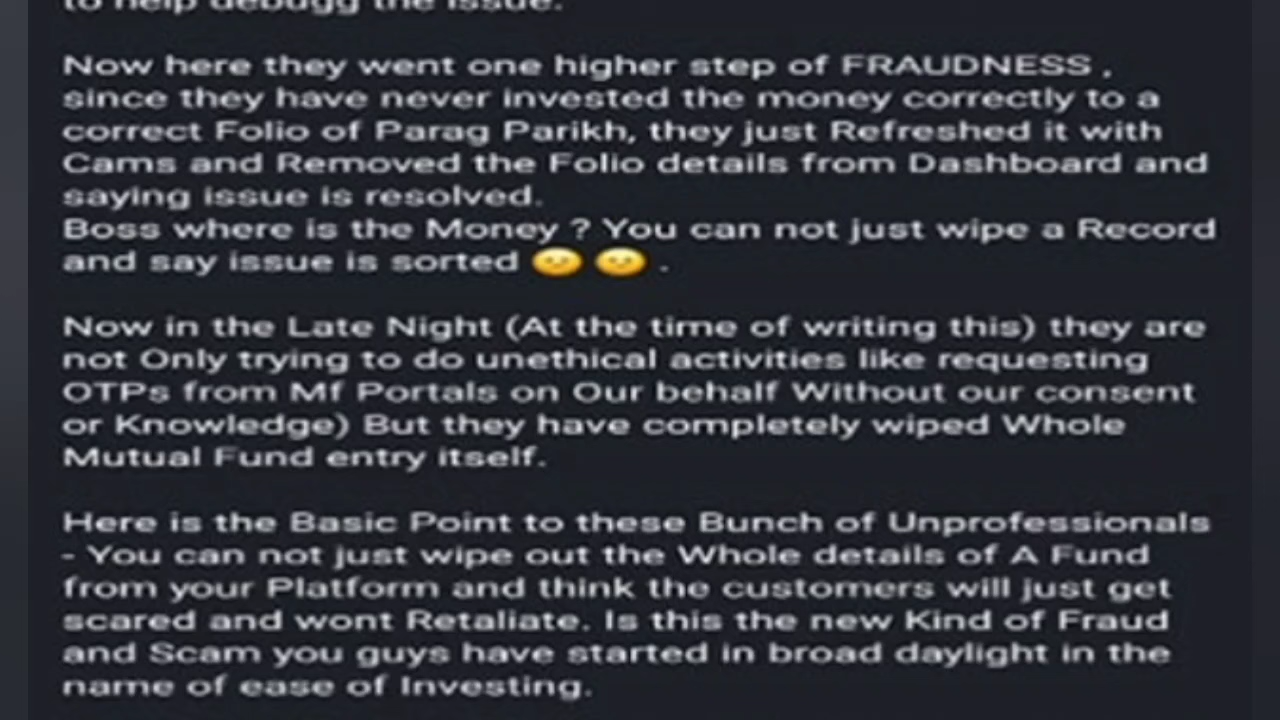 to help debugg the issue.
Now here they went one higher step of FRAUDNESS ,
since they have never invested the money correctly to a
correct Folio of Parag Parikh, they just Refreshed it with
Cams and Removed the Folio details from Dashboard and
saying issue is resolved.
Boss where is the Money ? You can not just wipe a Record
and say issue is sorted 🙂 🙂 .
Now in the Late Night (At the time of writing this) they are
not Only trying to do unethical activities like requesting
OTPs from Mf Portals on Our behalf Without our consent
or Knowledge) But they have completely wiped Whole
Mutual Fund entry itself.
Here is the Basic Point to these Bunch of Unprofessionals
- You can not just wipe out the Whole details of A Fund
from your Platform and think the customers will just get
scared and wont Retaliate. Is this the new Kind of Fraud
and Scam you guys have started in broad daylight in the
name of ease of Investing.